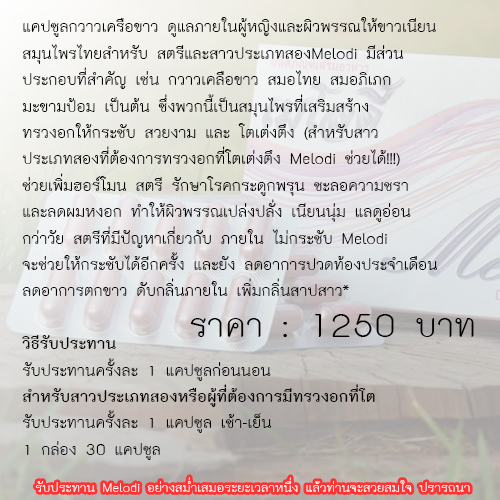 แคปซูลกวาวเครือขาว ดูแลภายในผู้หญิงและผิวพรรณให้ขาวเนียน
สมุนไพรไทยสำหรับ สตรีและสาวประเภทสองMelodi มีส่วน
ประกอบที่สำคัญ เช่น กวาวเคลือขาว สมอไทย สมอภิเภก
มะขามป้อม เป็นต้น ซึ่งพวกนี้เป็นสมุนไพรที่เสริมสร้าง
ทรวงอกให้กระชับ สวยงาม และ โตเต่งตึง (สำหรับสาว
ประเภทสองที่ต้องการทรวงอกที่โตเต่งตึง Melodi ช่วยได้!!!)
ช่วยเพิ่มฮอร์โมน สตรี รักษาโรคกระดูกพรุน ชะลอความชรา
และลดผมหงอก ทำให้ผิวพรรณเปล่งปลั่ง เนียนนุ่ม แลดูอ่อน
กว่าวัย สตรีที่มีปัญหาเกี่ยวกับ ภายใน ไม่กระชับ Melodi
จะช่วยให้กระชับได้อีกครั้ง และยัง ลดอาการปวดท้องประจำเดือน
ลดอาการตกขาว ดับกลิ่นภายใน เพิ่มกลิ่นสาปสาว*
ราคา : 1250 บาท
วิธีรับประทาน
รับประทานครั้งละ 1 แคปซูลก่อนนอน
สำหรับสาวประเภทสองหรือผู้ที่ต้องการมีทรวงอกที่โต
รับประทานครั้งละ 1 แคปซูล เช้า-เย็น
1 กล่อง 30 แคปซูล
รับประทาน Melodi อย่างสม่ำเสมอระยะเวลาหนึ่ง แล้วท่านจะสวยสมใจ ปรารถนา